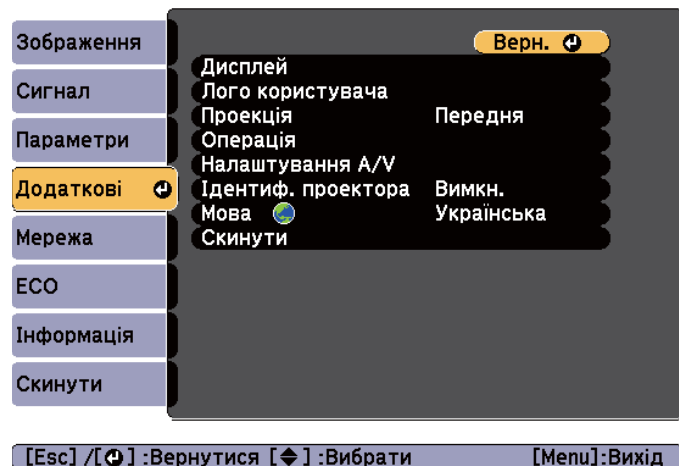 Зображення
Сигнал
Параметри
Додаткові
Мережа
ECO
Інформація
Скинути
Верн.
Дисплей
Лого користувача
Проекція Передня
Операція
Налаштування A/V
Ідентиф. проектора Вимкн.
Мова Українська
Скинути
[Esc] /[ ] :Вернутися [ ] :Вибрати [Menu]:Вихід